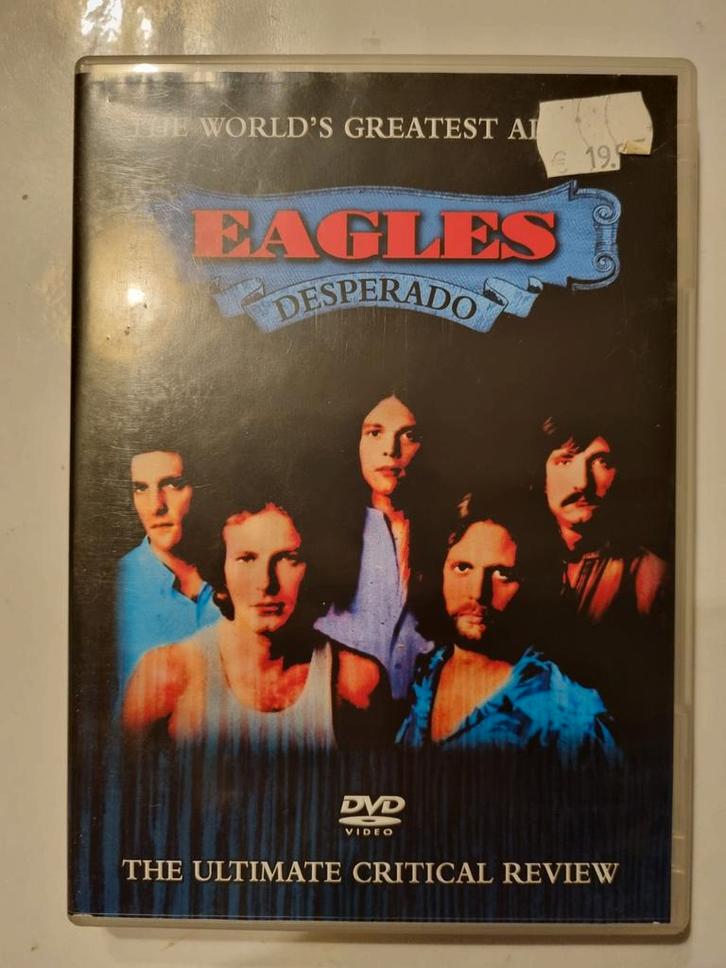 THE WORLD'S GREATEST
€ 19.
EAGLES
DESPERADO
DVD
VIDEO
THE ULTIMATE CRITICAL REVIEW